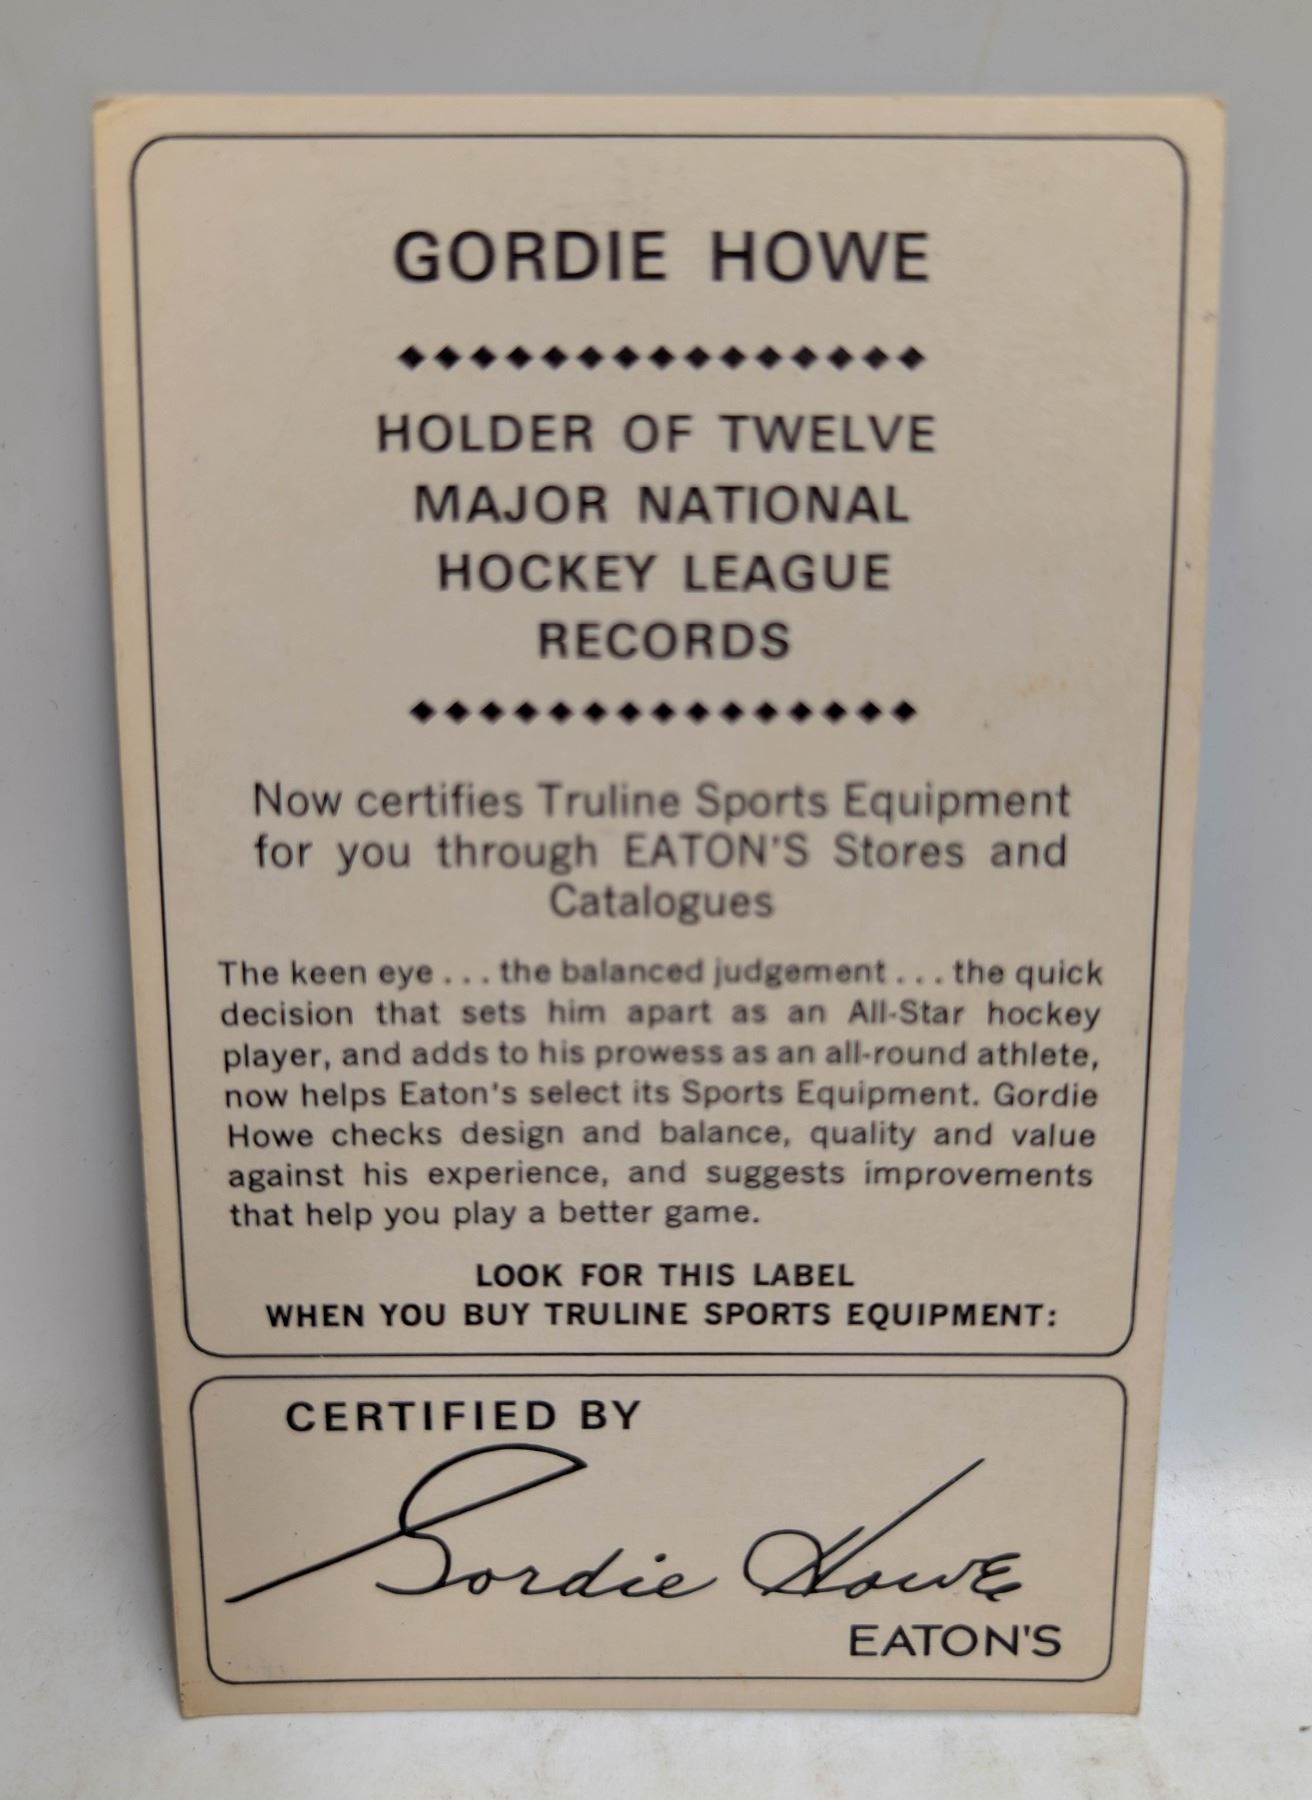 GORDIE HOWE
HOLDER OF TWELVE
MAJOR NATIONAL
HOCKEY LEAGUE
RECORDS
Now certifies Truline Sports Equipment
for you through EATON'S Stores and
Catalogues
The keen eye . . . the balanced judgement . . . the quick
decision that sets him apart as an All-Star hockey
player, and adds to his prowess as an all-round athlete,
now helps Eaton's select its Sports Equipment. Gordie
Howe checks design and balance, quality and value
against his experience, and suggests improvements
that help you play a better game.
LOOK FOR THIS LABEL
WHEN YOU BUY TRULINE SPORTS EQUIPMENT:
CERTIFIED BY
Gordie Howe
EATON'S